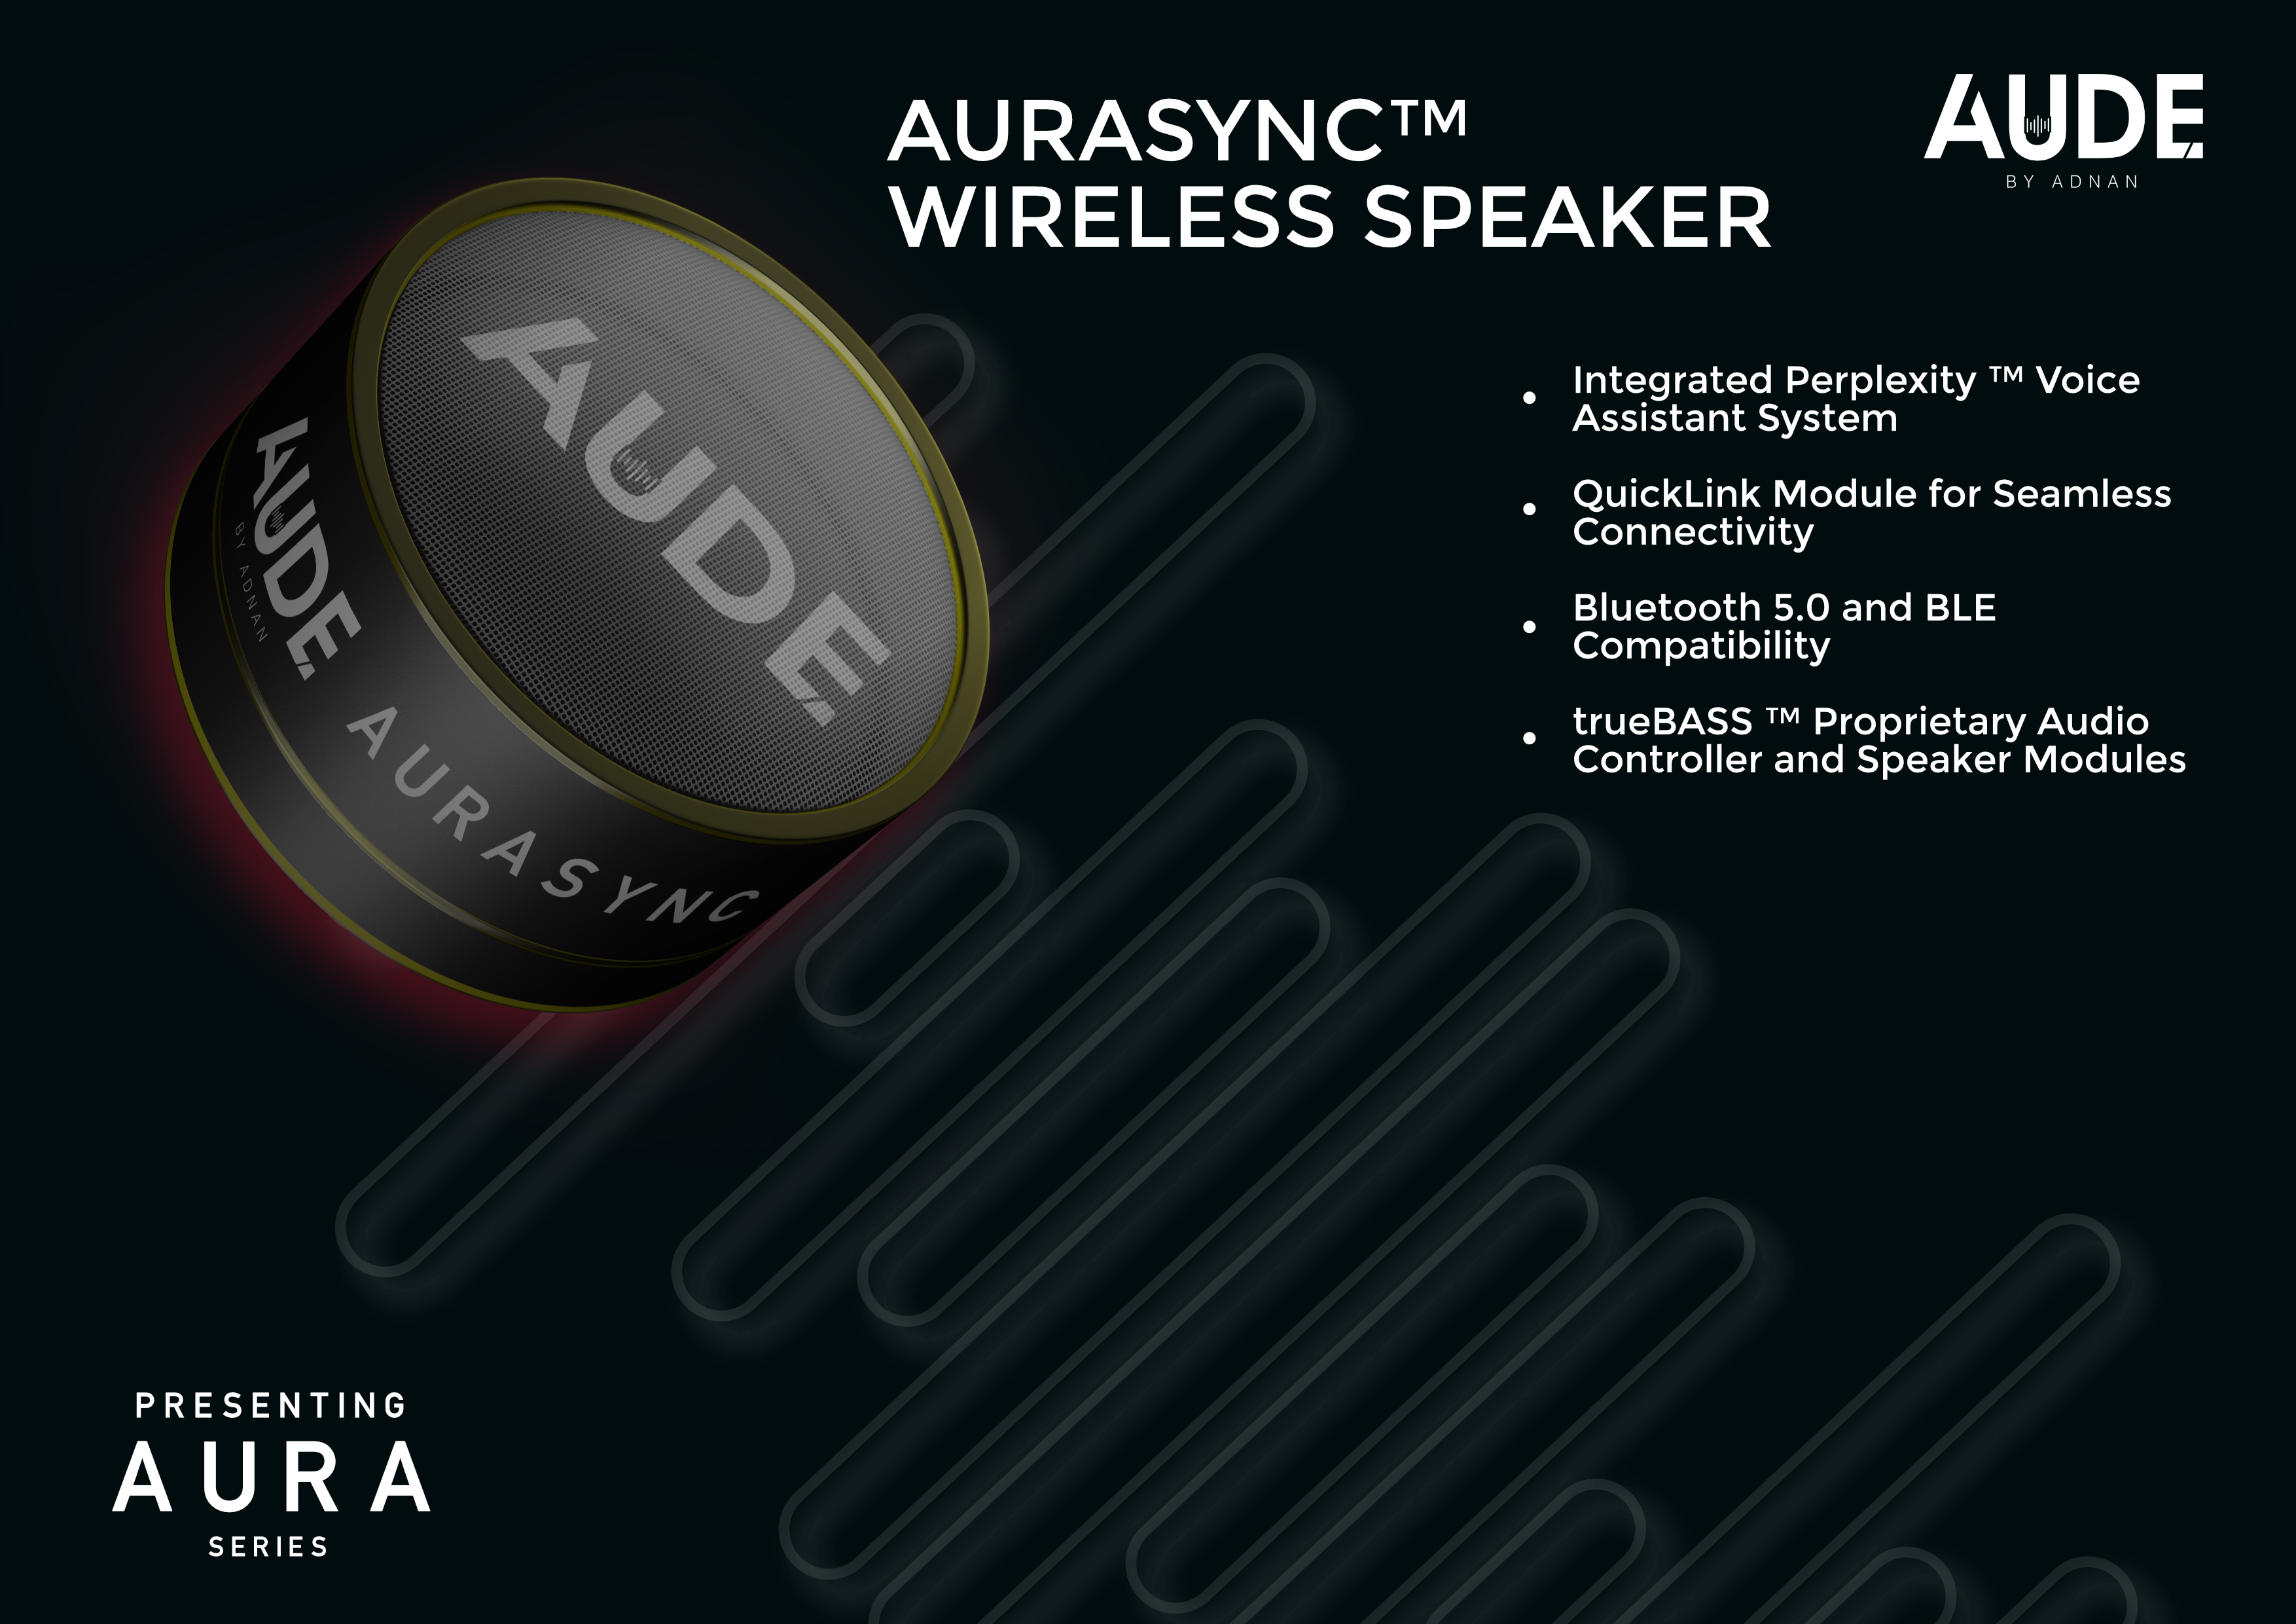 AURASYNC™
WIRELESS SPEAKER
AUDE
BY ADNAN
AUDE
AUDE
BY ADNAN
AURASYNC
• Integrated Perplexity ™ Voice
Assistant System
• QuickLink Module for Seamless
Connectivity
• Bluetooth 5.0 and BLE
Compatibility
• trueBASS ™ Proprietary Audio
Controller and Speaker Modules
PRESENTING
AURA
SERIES